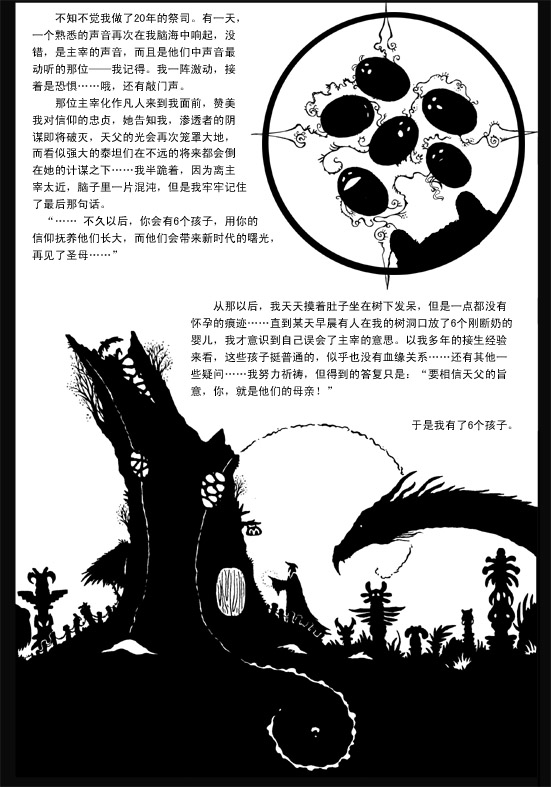 不知不觉我做了20年的祭司。有一天，
一个熟悉的声音再次在我脑海中响起，没
错，是主宰的声音，而且是他们中声音最
动听的那位——我记得。我一阵激动，接
着是恐惧……哦，还有敲门声。
那位主宰化作凡人来到我面前，赞美
我对信仰的忠贞，她告知我，渗透者的阴
谋即将破灭，天父的光会再次笼罩大地，
而看似强大的泰坦们在不远的将来都会倒
在她的计谋之下……我半跪着，因为离主
宰太近，脑子里一片混沌，但是我牢牢记住
了最后那句话。
“…… 不久以后，你会有6个孩子，用你的
信仰抚养他们长大，而他们会带来新时代的曙光，
再见了圣母……”
从那以后，我天天摸着肚子坐在树下发呆，但是一点都没有
怀孕的痕迹……直到某天早晨有人在我的树洞口放了6个刚断奶的
婴儿，我才意识到自己误会了主宰的意思。以我多年的接生经验
来看，这些孩子挺普通的，似乎也没有血缘关系……还有其他一
些疑问……我努力祈祷，但得到的答复只是：“要相信天父的旨
意，你，就是他们的母亲！”
于是我有了6个孩子。